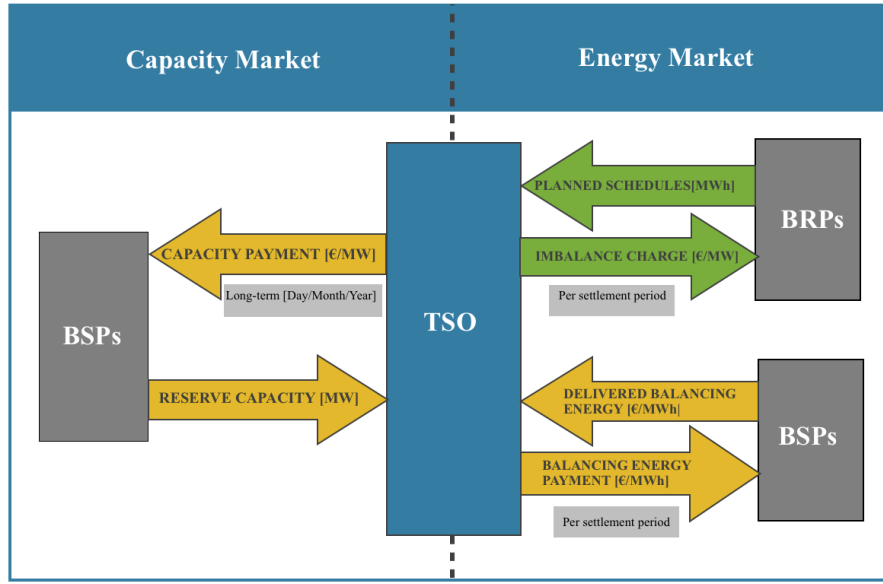 Capacity Market
Energy Market
PLANNED SCHEDULES[MWh]
BRPs
IMBALANCE CHARGE [€/MW]
Per settlement period
CAPACITY PAYMENT [€/MW]
Long-term [Day/Month/Year]
TSO
BSPs
RESERVE CAPACITY [MW]
DELIVERED BALANCING
ENERGY [€/MWh|
BSPs
BALANCING ENERGY
PAYMENT [€/MWh]
Per settlement period